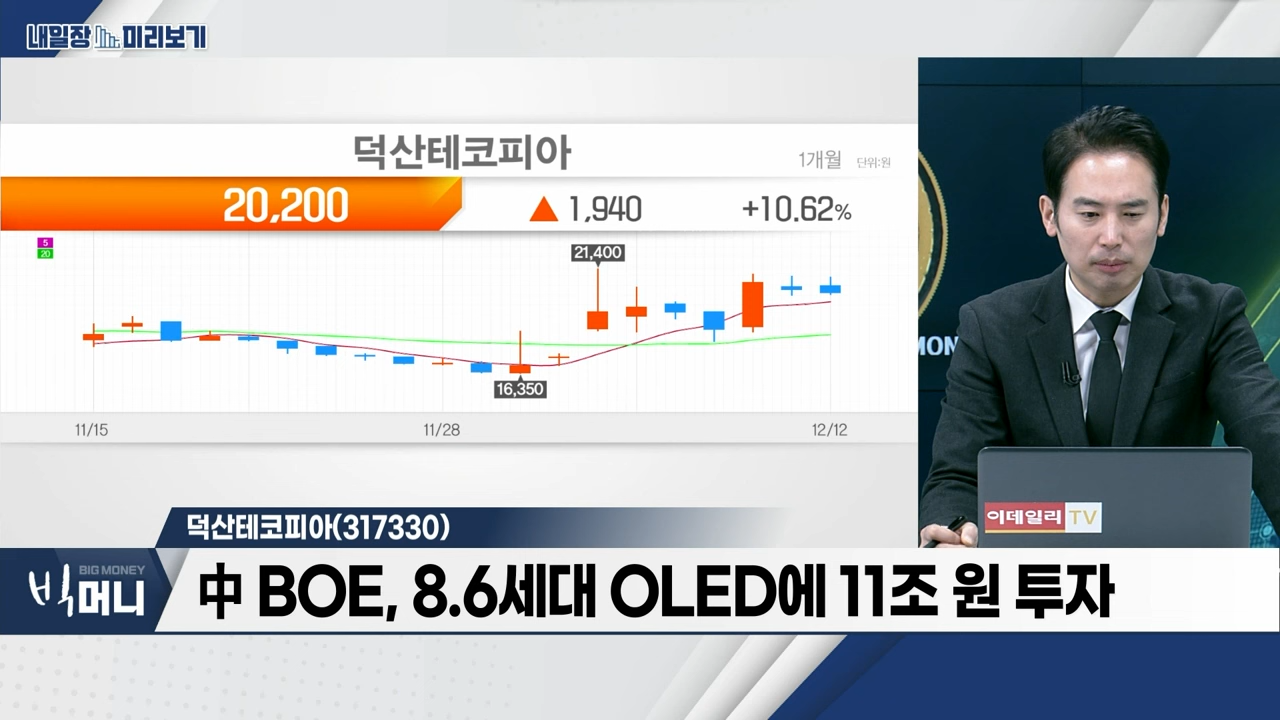 내일장 미리보기
덕산테코피아
1개월 단위:원
20,200 ▲ 1,940 +10.62%
5
20
21,400
16,350
11/15 11/28 12/12
MON
이데일리 TV
덕산테코피아(317330)
BIG MONEY
빅머니
中 BOE, 8.6세대 OLED에 11조 원 투자